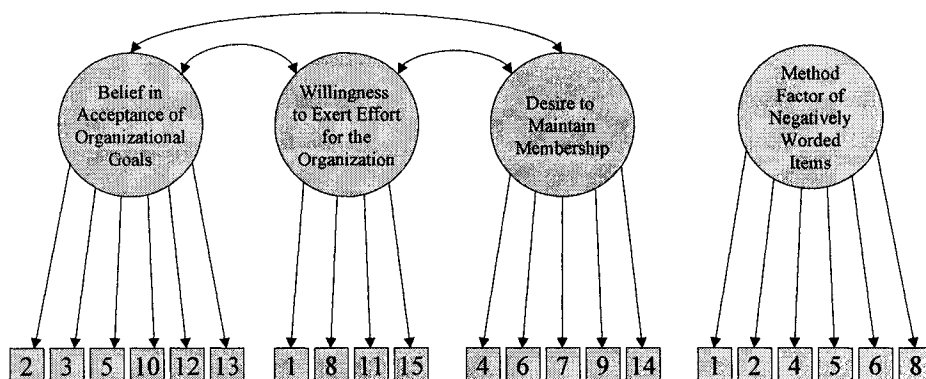 Belief in
Acceptance of
Organizational
Goals
Willingness
to Exert Effort
for the
Organization
Desire to
Maintain
Membership
Method
Factor of
Negatively
Worded
Items
2 3 5 10 12 13 1 8 11 15 4 6 7 9 14 1 2 4 5 6 8